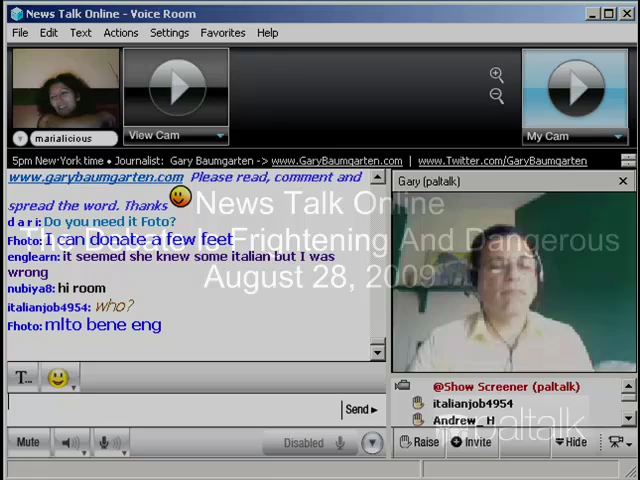 News Talk Online - Voice Room
File Edit Text Actions Settings Favorites Help
marialicious
View Cam
My Cam
5pm New-York time • Journalist: Gary Baumgarten -> www.GaryBaumgarten.com | www.Twitter.com/GaryBaumgarten
www.garybaumgarten.com Please read, comment and
spread the word. Thanks
d a r i: Do you need it Foto?
Fhoto: I can donate a few feet
englearn: it seemed she knew some italian but I was
wrong
nubiya8: hi room
italianjob4954: who?
Fhoto: mlto bene eng
Gary (paltalk)
News Talk Online
The Debate Is Frightening And Dangerous
August 28, 2009
@Show Screener (paltalk)
italianjob4954
Andrew_H
paltalk
T...
Send
Mute
Disabled
Raise
Invite
Hide